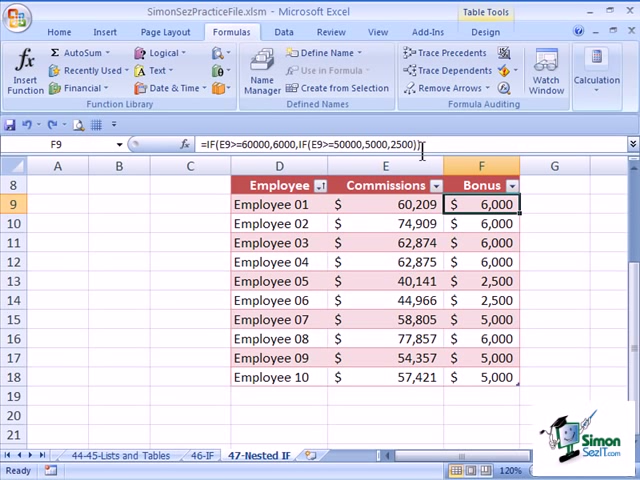 SimonSezPracticeFile.xlsm - Microsoft Excel
Table Tools
Home Insert Page Layout Formulas Data Review View Add-Ins Design
Insert Function
AutoSum
Recently Used
Financial
Logical
Text
Date & Time
Function Library
Name Manager
Define Name
Use in Formula
Create from Selection
Defined Names
Trace Precedents
Trace Dependents
Remove Arrows
Formula Auditing
Watch Window
Calculation
F9 fx =IF(E9>=60000,6000,IF(E9>=50000,5000,2500))
A B C D E F G
8 Employee Commissions Bonus
9 Employee 01 $ 60,209 $ 6,000
10 Employee 02 $ 74,909 $ 6,000
11 Employee 03 $ 62,874 $ 6,000
12 Employee 04 $ 62,875 $ 6,000
13 Employee 05 $ 40,141 $ 2,500
14 Employee 06 $ 44,966 $ 2,500
15 Employee 07 $ 58,805 $ 5,000
16 Employee 08 $ 77,857 $ 6,000
17 Employee 09 $ 54,357 $ 5,000
18 Employee 10 $ 57,421 $ 5,000
19
20
21
44-45-Lists and Tables 46-IF 47-Nested IF
Ready 120%
Simon
SezIT.com